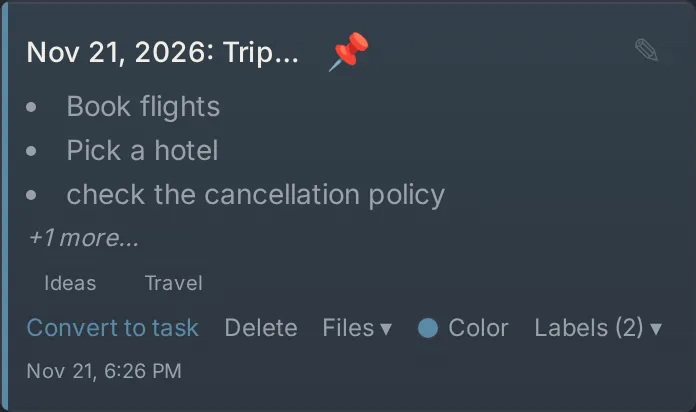 Nov 21, 2026: Trip...
• Book flights
• Pick a hotel
• check the cancellation policy
+1 more...
Ideas Travel
Convert to task Delete Files ▾ Color Labels (2) ▾
Nov 21, 6:26 PM